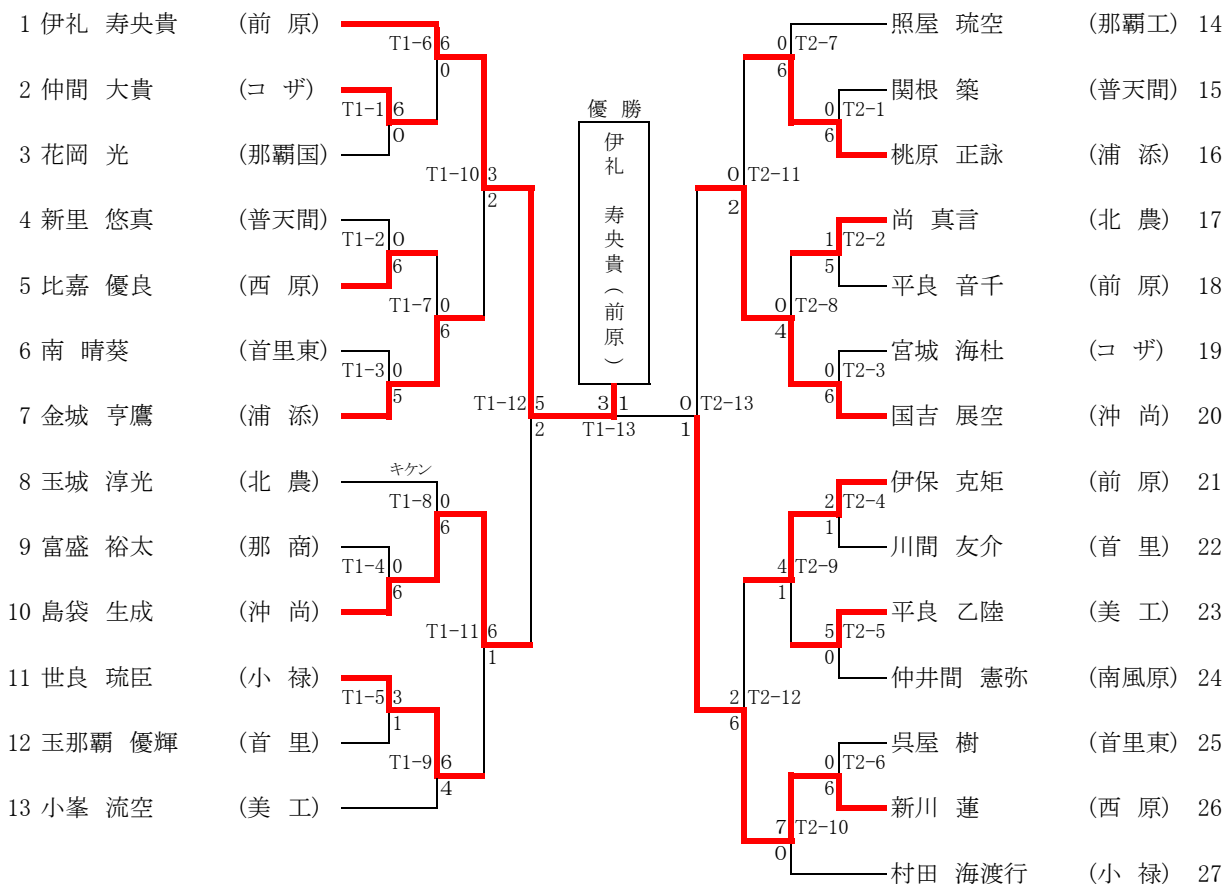 1 伊礼 寿央貴 (前 原)
T1-6 6
0
2 仲間 大貴 (コ ザ)
T1-1 6
0
3 花岡 光 (那覇国)
T1-10 3
2
4 新里 悠真 (普天間)
T1-2 0
6
5 比嘉 優良 (西 原)
T1-7 0
6
6 南 晴葵 (首里東)
T1-3 0
5
7 金城 亨鷹 (浦 添)
T1-12 5
2
8 玉城 淳光 (北 農)
キケン
T1-8 0
6
9 富盛 裕太 (那 商)
T1-4 0
6
10 島袋 生成 (沖 尚)
T1-11 6
1
11 世良 琉臣 (小 禄)
T1-5 3
1
12 玉那覇 優輝 (首 里)
T1-9 6
4
13 小峯 流空 (美 工)
優 勝
伊礼 寿央貴(前原)
3 1
T1-13
照屋 琉空 (那覇工) 14
0 T2-7
6
関根 築 (普天間) 15
0 T2-1
6
桃原 正詠 (浦 添) 16
0 T2-11
2
尚 真言 (北 農) 17
1 T2-2
5
平良 音千 (前 原) 18
0 T2-8
4
宮城 海杜 (コ ザ) 19
0 T2-3
6
国吉 展空 (沖 尚) 20
0 T2-13
1
伊保 克矩 (前 原) 21
2 T2-4
1
川間 友介 (首 里) 22
4 T2-9
1
平良 乙陸 (美 工) 23
5 T2-5
0
仲井間 憲弥 (南風原) 24
2 T2-12
6
呉屋 樹 (首里東) 25
0 T2-6
6
新川 蓮 (西 原) 26
7 T2-10
0
村田 海渡行 (小 禄) 27